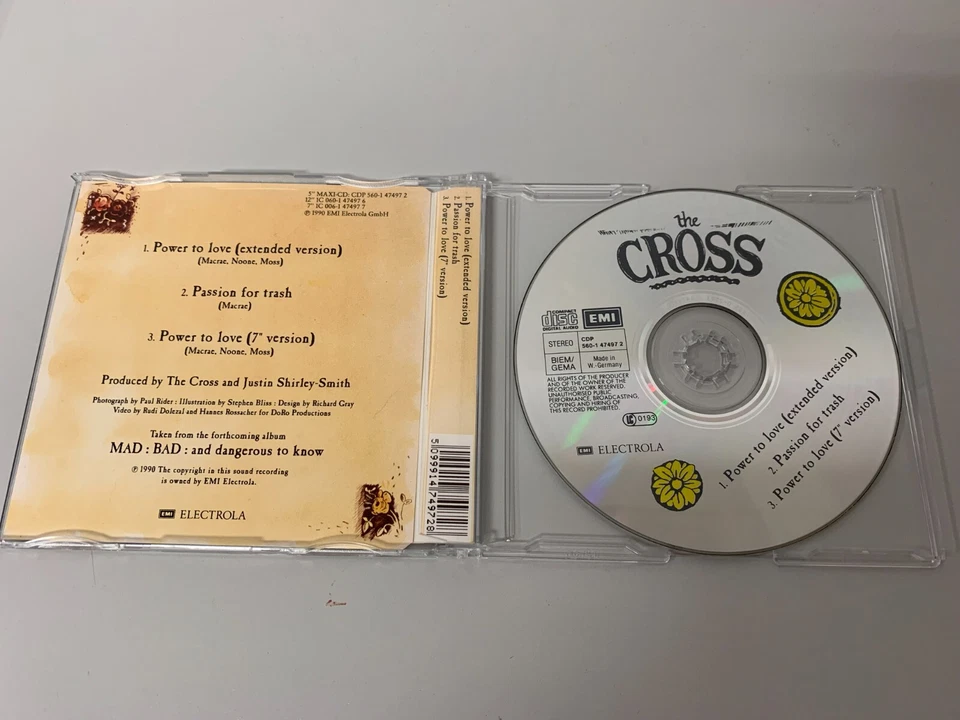 5" MAXI-CD: CDP 560-1 47497 2
12" IC 060-1 47497 6
7" IC 006-1 47497 7
℗ 1990 EMI Electrola GmbH
1. Power to love (extended version)
(Macrae, Noone, Moss)
2. Passion for trash
(Macrae)
3. Power to love (7" version)
(Macrae, Noone, Moss)
Produced by The Cross and Justin Shirley-Smith
Photograph by Paul Rider : Illustration by Stephen Bliss : Design by Richard Gray
Video by Rudi Dolezal and Hannes Rossacher for DoRo Productions
Taken from the forthcoming album
MAD : BAD : and dangerous to know
℗ 1990 The copyright in this sound recording
is owned by EMI Electrola.
EMI ELECTROLA
1. Power to love (extended version)
2. Passion for trash
3. Power to love (7" version)
5 099914 749728
the
CROSS
COMPACT
disc
DIGITAL AUDIO
EMI
STEREO
CDP
560-1 47497 2
BIEM/
GEMA
Made in
W.-Germany
ALL RIGHTS OF THE PRODUCER
AND OF THE OWNER OF THE
RECORDED WORK RESERVED.
UNAUTHORISED PUBLIC
PERFORMANCE, BROADCASTING,
COPYING AND HIRING OF
THIS RECORD PROHIBITED.
LC 0193
EMI ELECTROLA
1. Power to love (extended version)
2. Passion for trash
3. Power to love (7" version)